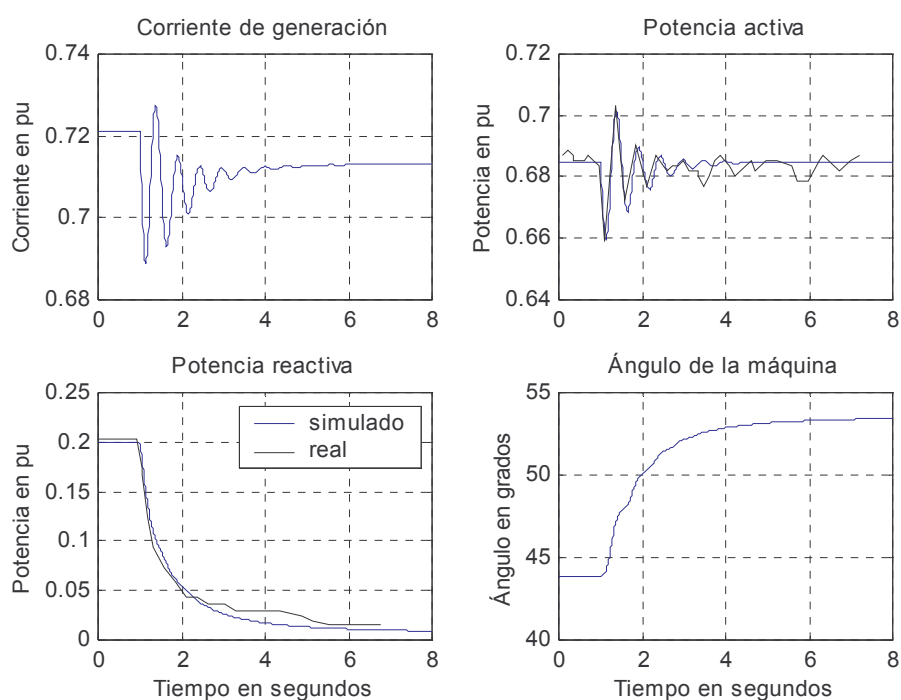 Corriente de generación
Corriente en pu
0.74
0.72
0.7
0.68
0 2 4 6 8
Potencia activa
Potencia en pu
0.72
0.7
0.68
0.66
0.64
0 2 4 6 8
Potencia reactiva
Potencia en pu
0.25
0.2
0.15
0.1
0.05
0
simulado
real
0 2 4 6 8
Tiempo en segundos
Ángulo de la máquina
Ángulo en grados
55
50
45
40
0 2 4 6 8
Tiempo en segundos